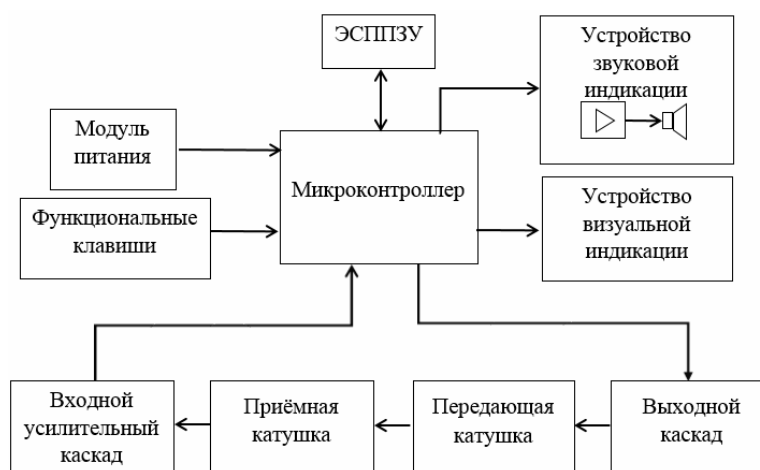 ЭСППЗУ
Устройство
звуковой
индикации
Модуль
питания
Микроконтроллер
Функциональные
клавиши
Устройство
визуальной
индикации
Входной
усилительный
каскад
Приёмная
катушка
Передающая
катушка
Выходной
каскад